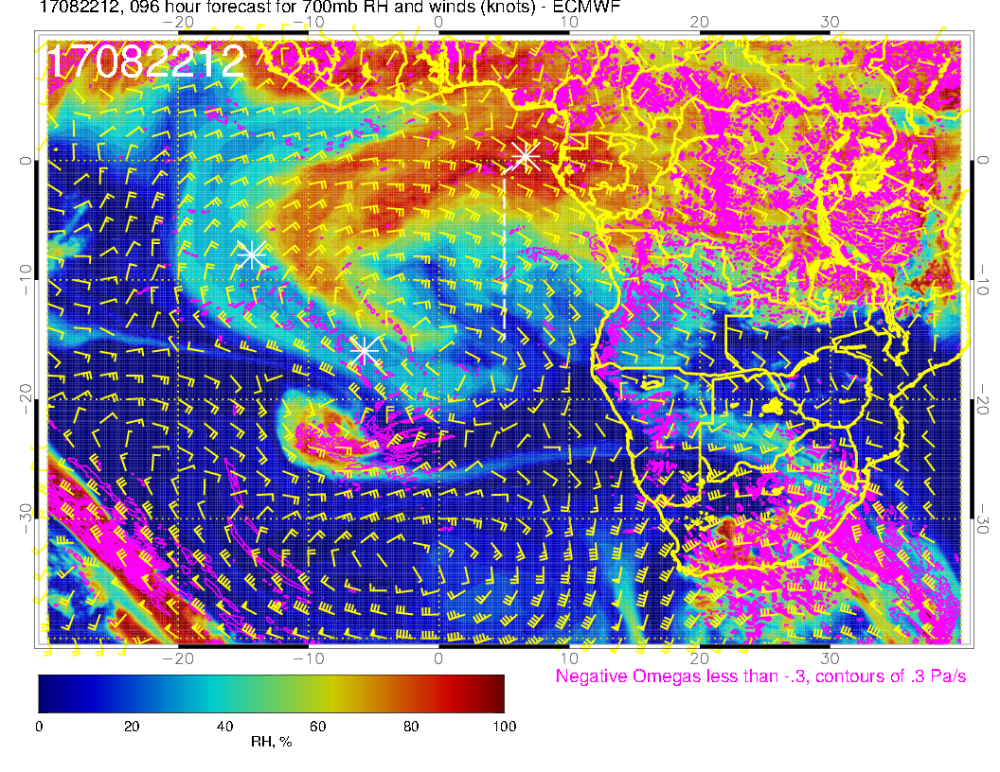 17082212, 096 hour forecast for 700mb RH and winds (knots) - ECMWF
−20 −10 0 10 20 30
17082212
0 0
−10 −10
−20 −20
−30 −30
−20 −10 0 10 20 30
Negative Omegas less than -.3, contours of .3 Pa/s
0 20 40 60 80 100
RH, %